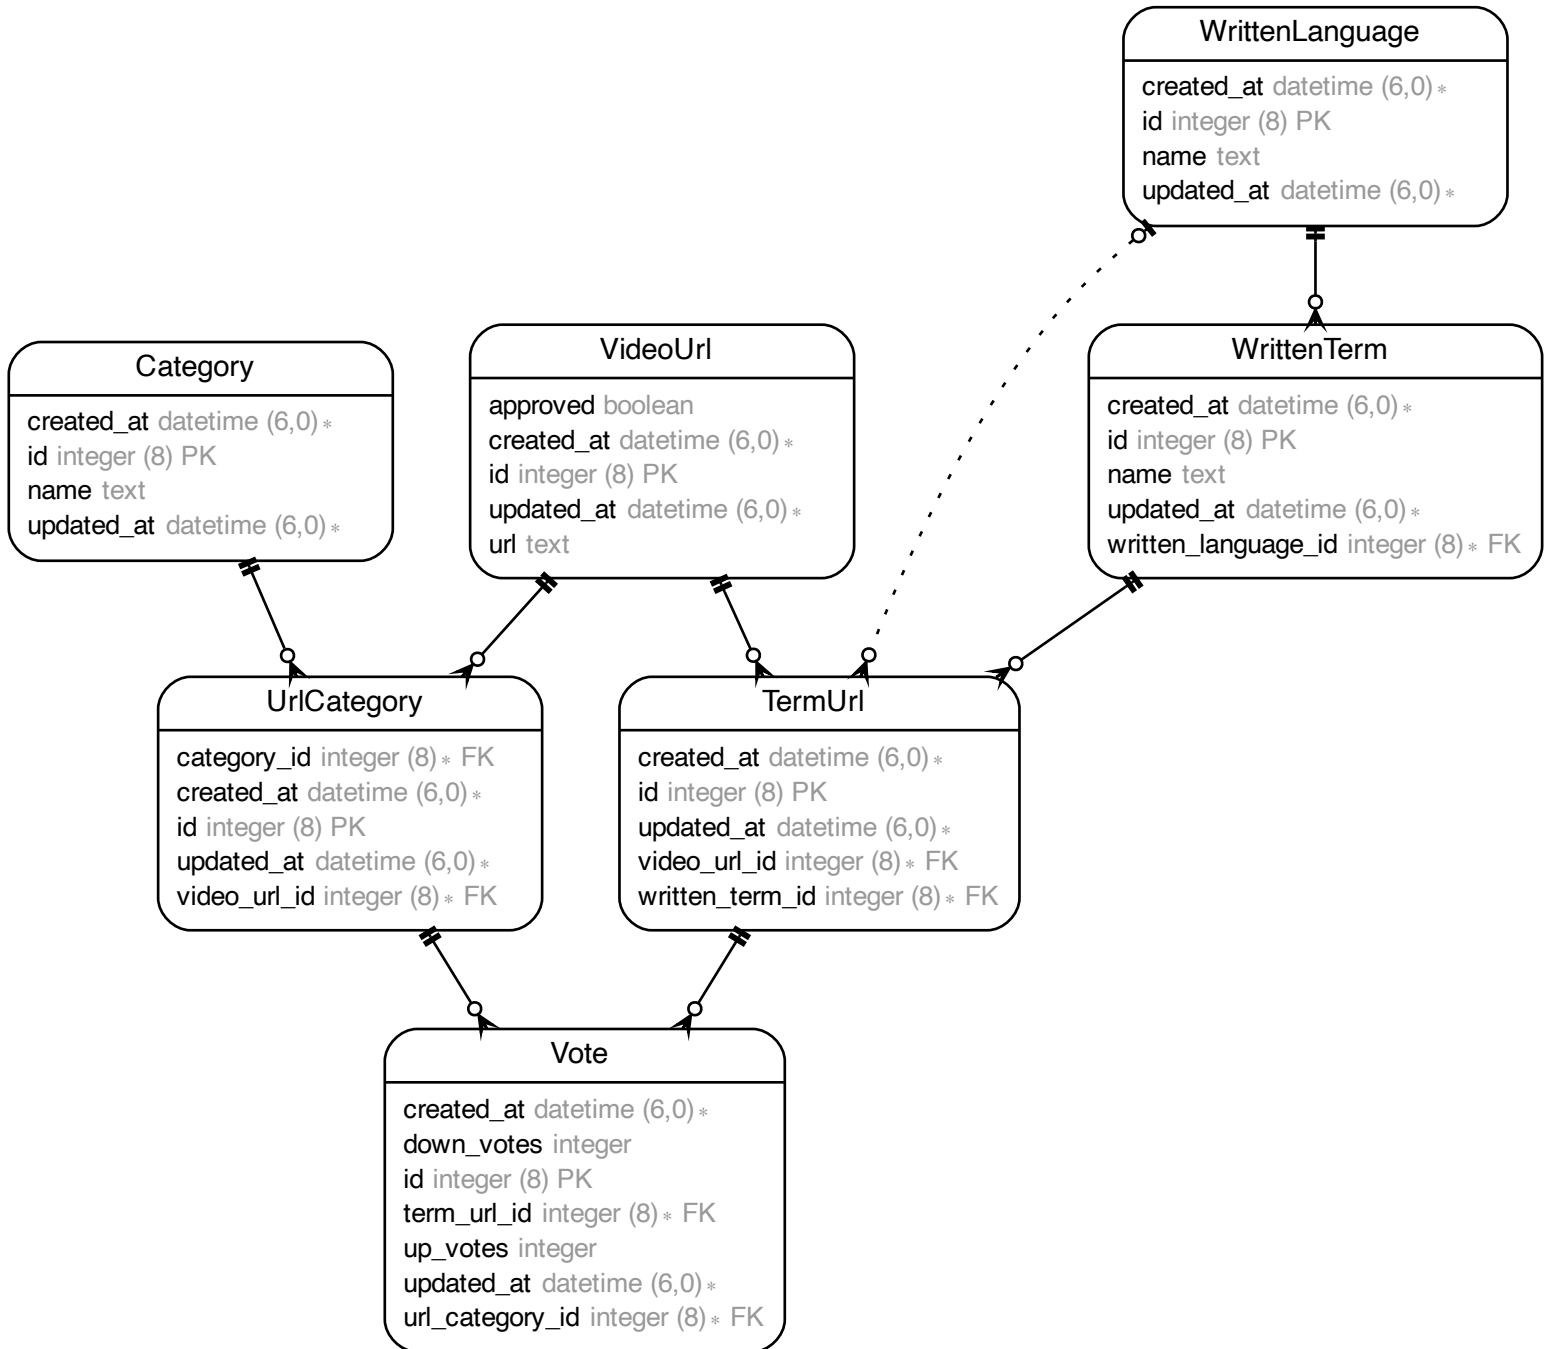 WrittenLanguage
created_at datetime (6,0) *
id integer (8) PK
name text
updated_at datetime (6,0) *
Category
created_at datetime (6,0) *
id integer (8) PK
name text
updated_at datetime (6,0) *
VideoUrl
approved boolean
created_at datetime (6,0) *
id integer (8) PK
updated_at datetime (6,0) *
url text
WrittenTerm
created_at datetime (6,0) *
id integer (8) PK
name text
updated_at datetime (6,0) *
written_language_id integer (8) * FK
UrlCategory
category_id integer (8) * FK
created_at datetime (6,0) *
id integer (8) PK
updated_at datetime (6,0) *
video_url_id integer (8) * FK
TermUrl
created_at datetime (6,0) *
id integer (8) PK
updated_at datetime (6,0) *
video_url_id integer (8) * FK
written_term_id integer (8) * FK
Vote
created_at datetime (6,0) *
down_votes integer
id integer (8) PK
term_url_id integer (8) * FK
up_votes integer
updated_at datetime (6,0) *
url_category_id integer (8) * FK